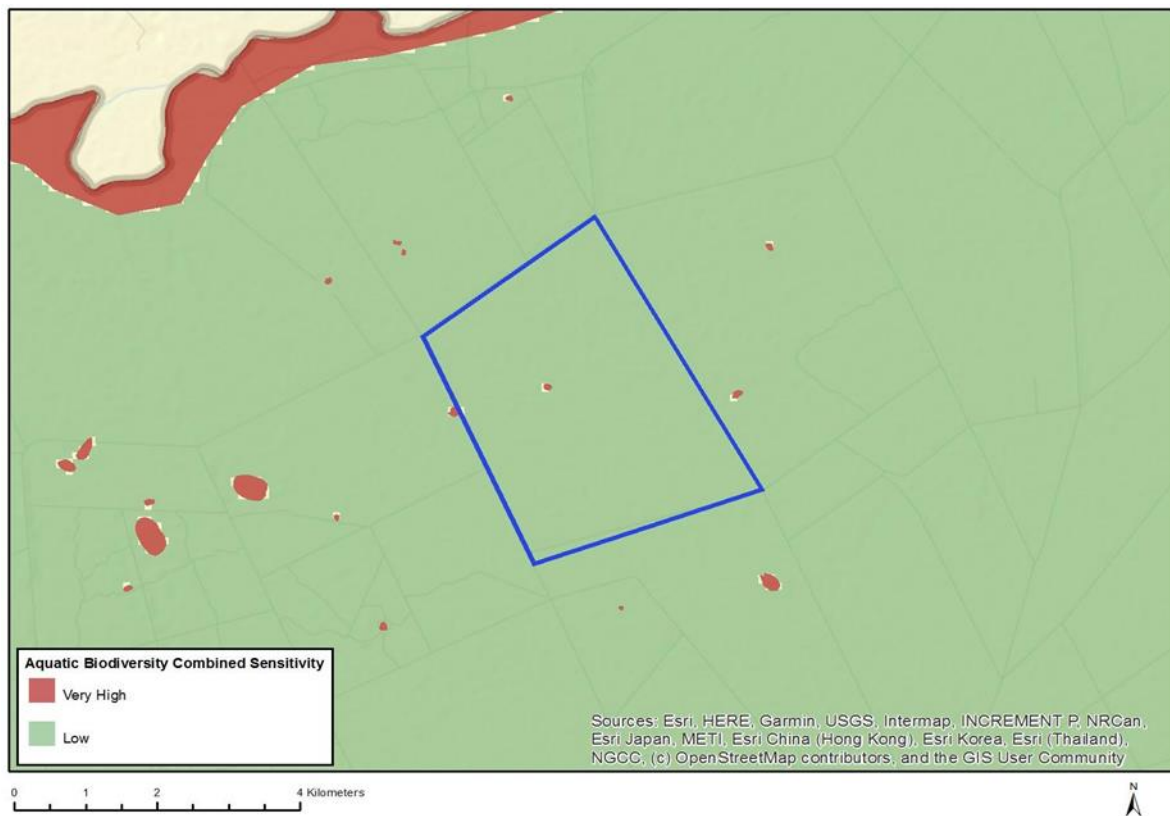 Aquatic Biodiversity Combined Sensitivity
Very High
Low
Sources: Esri, HERE, Garmin, USGS, Intermap, INCREMENT P, NRCan,
Esri Japan, METI, Esri China (Hong Kong), Esri Korea, Esri (Thailand),
NGCC, (c) OpenStreetMap contributors, and the GIS User Community
0 1 2 4 Kilometers
N